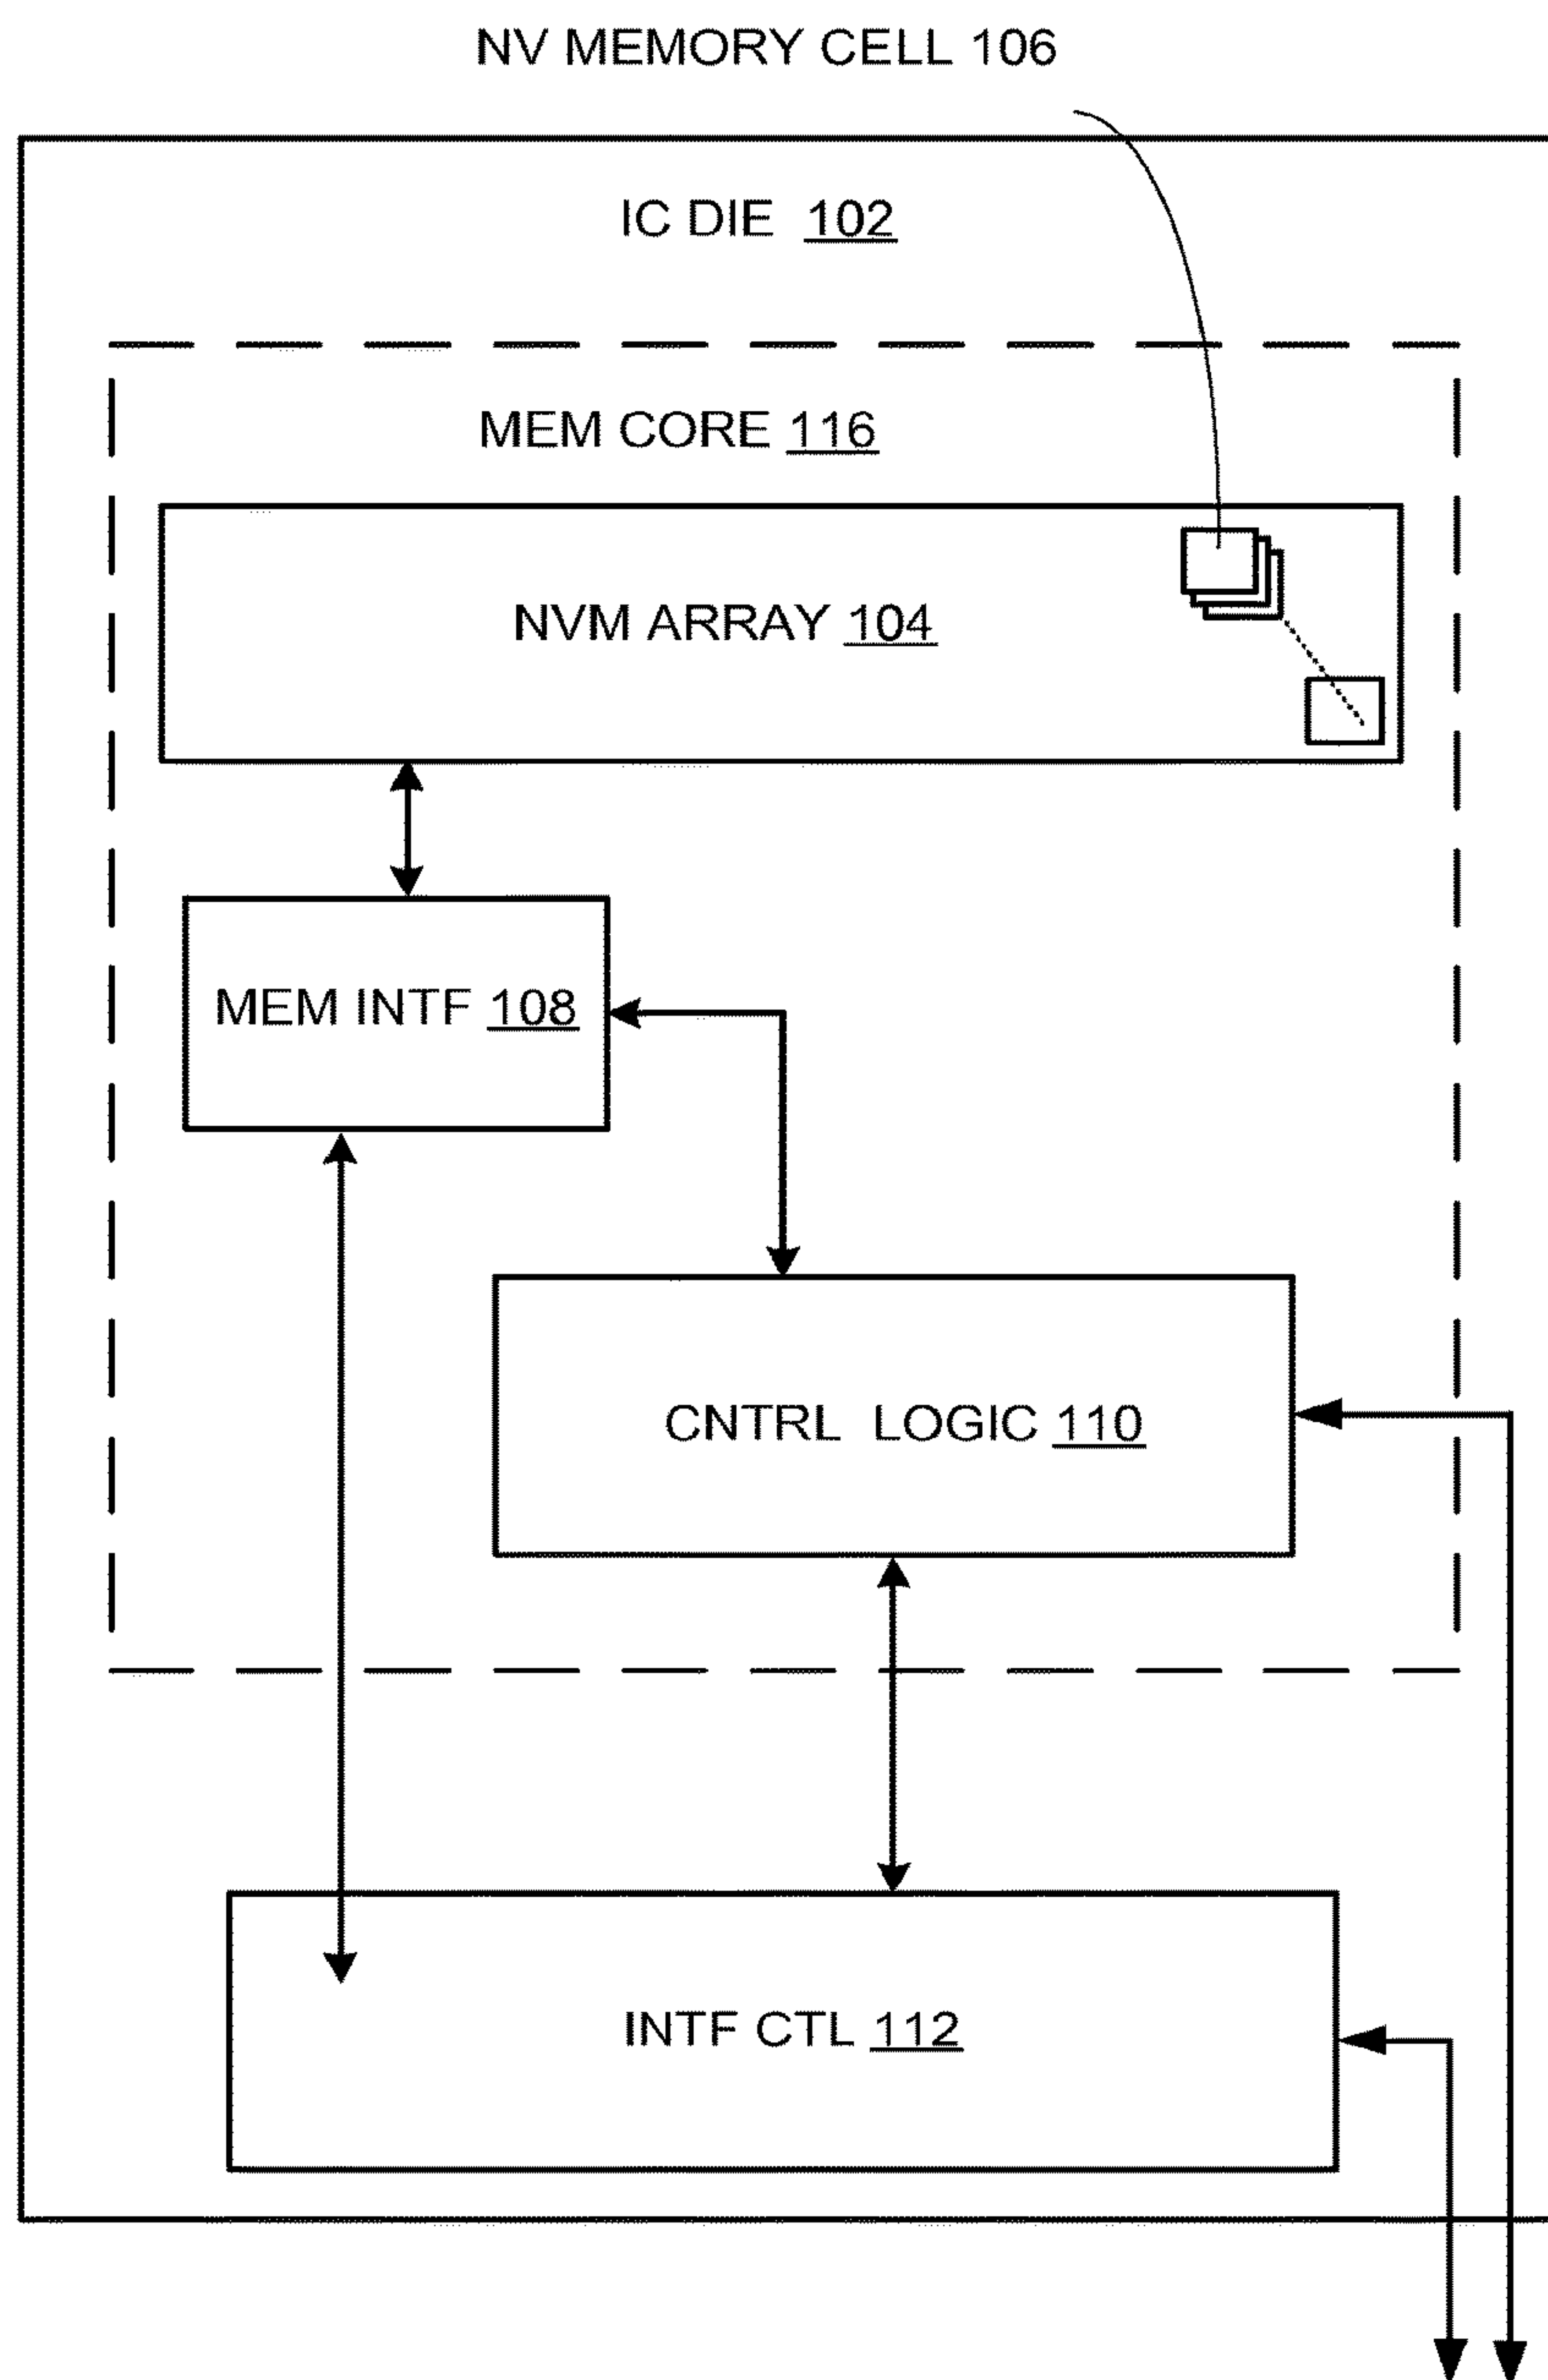 NV MEMORY CELL 106
IC DIE 102
MEM CORE 116
NVM ARRAY 104
MEM INTF 108
CNTRL LOGIC 110
INTF CTL 112